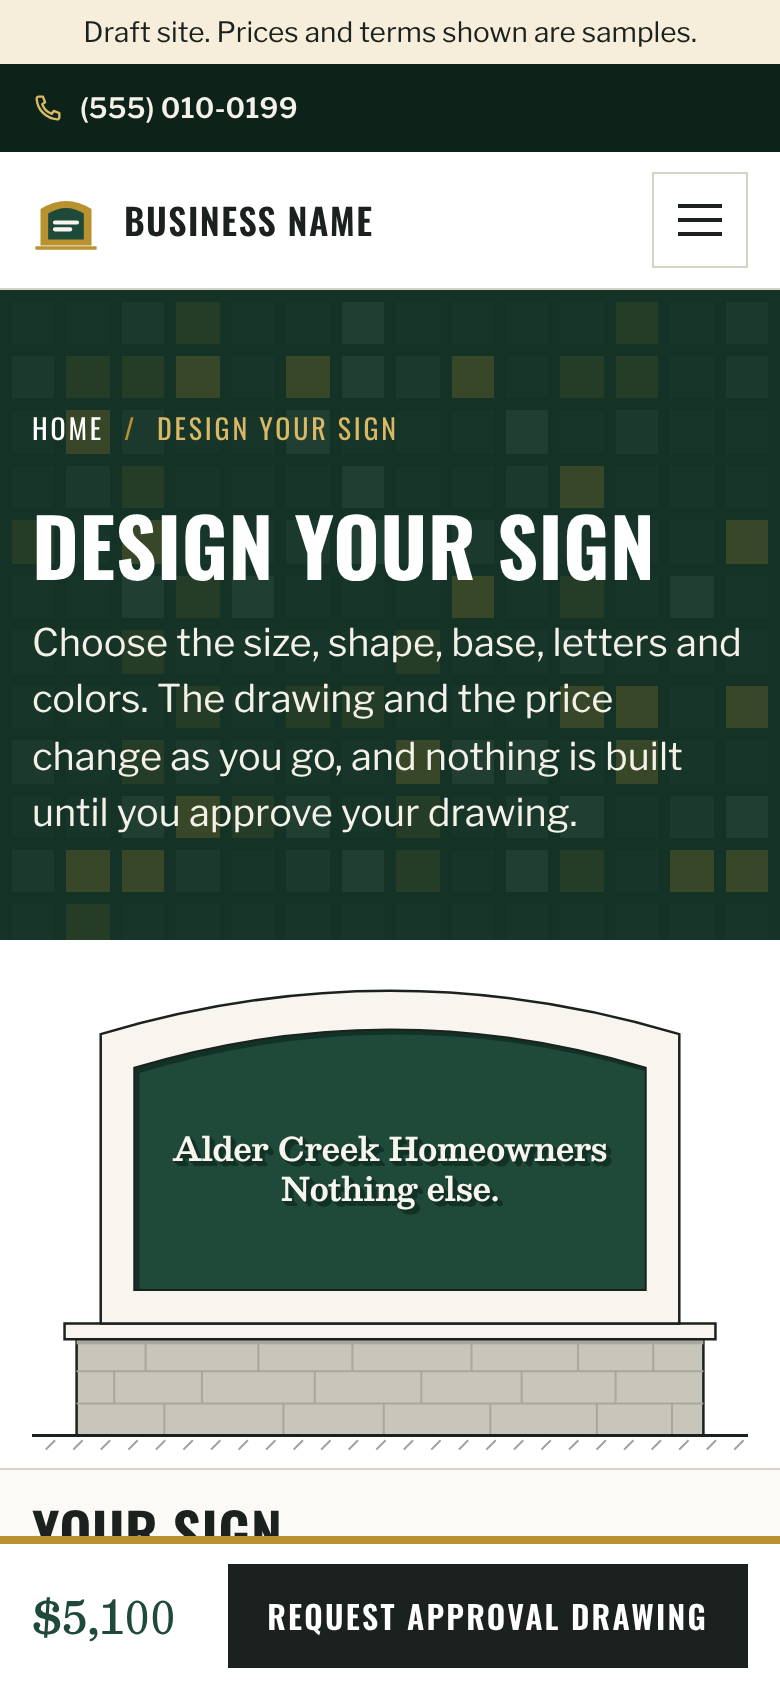 Draft site. Prices and terms shown are samples.
(555) 010-0199
BUSINESS NAME
HOME / DESIGN YOUR SIGN
DESIGN YOUR SIGN
Choose the size, shape, base, letters and
colors. The drawing and the price
change as you go, and nothing is built
until you approve your drawing.
Alder Creek Homeowners
Nothing else.
YOUR SIGN
$5,100
REQUEST APPROVAL DRAWING